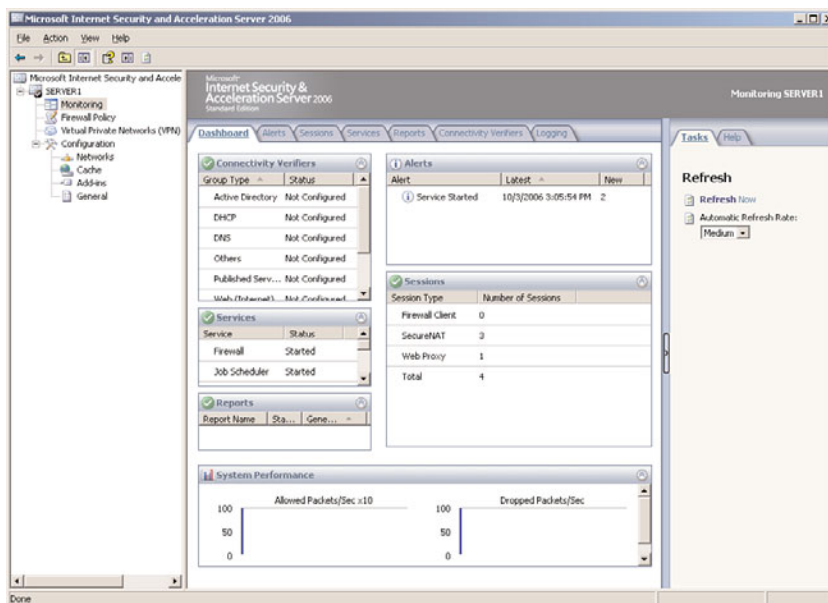 Microsoft Internet Security and Acceleration Server 2006
File Action View Help
Microsoft Internet Security and Accele
SERVER1
Monitoring
Firewall Policy
Virtual Private Networks (VPN)
Configuration
Networks
Cache
Add-ins
General
Microsoft
Internet Security &
Acceleration Server 2006
Standard Edition
Monitoring SERVER1
Dashboard Alerts Sessions Services Reports Connectivity Verifiers Logging
Connectivity Verifiers
Group Type Status
Active Directory Not Configured
DHCP Not Configured
DNS Not Configured
Others Not Configured
Published Serv... Not Configured
Web (Internet) Not Configured
Services
Service Status
Firewall Started
Job Scheduler Started
Reports
Report Name Sta... Gene...
Alerts
Alert Latest New
Service Started 10/3/2006 3:05:54 PM 2
Sessions
Session Type Number of Sessions
Firewall Client 0
SecureNAT 3
Web Proxy 1
Total 4
System Performance
Allowed Packets/Sec x10
100
50
0
Dropped Packets/Sec
100
50
0
Tasks Help
Refresh
Refresh Now
Automatic Refresh Rate:
Medium
Done